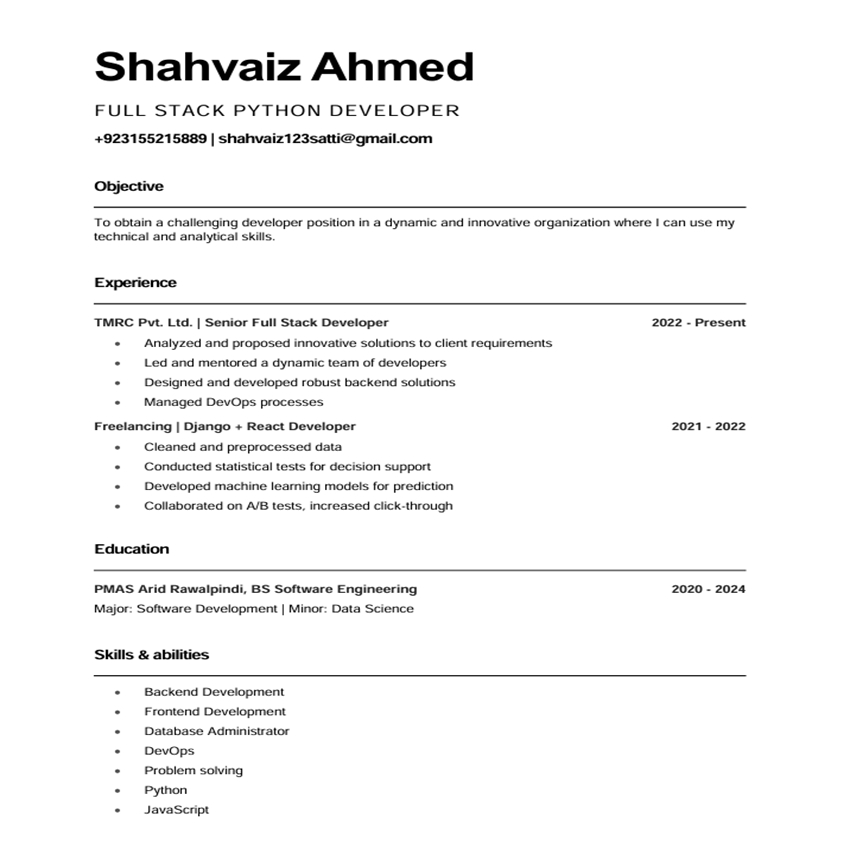 Shahvaiz Ahmed
FULL STACK PYTHON DEVELOPER
+923155215889 | shahvaiz123satti@gmail.com
Objective
To obtain a challenging developer position in a dynamic and innovative organization where I can use my
technical and analytical skills.
Experience
TMRC Pvt. Ltd. | Senior Full Stack Developer 2022 - Present
• Analyzed and proposed innovative solutions to client requirements
• Led and mentored a dynamic team of developers
• Designed and developed robust backend solutions
• Managed DevOps processes
Freelancing | Django + React Developer 2021 - 2022
• Cleaned and preprocessed data
• Conducted statistical tests for decision support
• Developed machine learning models for prediction
• Collaborated on A/B tests, increased click-through
Education
PMAS Arid Rawalpindi, BS Software Engineering 2020 - 2024
Major: Software Development | Minor: Data Science
Skills & abilities
• Backend Development
• Frontend Development
• Database Administrator
• DevOps
• Problem solving
• Python
• JavaScript